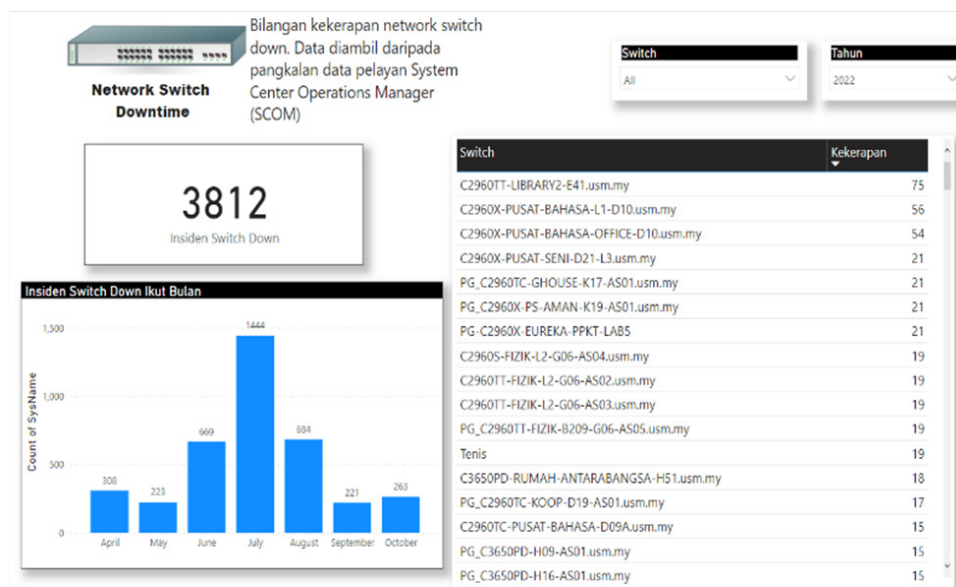 Bilangan kekerapan network switch
down. Data diambil daripada
pangkalan data pelayan System
Center Operations Manager
(SCOM)
Network Switch
Downtime
Switch
All
Tahun
2022
3812
Insiden Switch Down
Insiden Switch Down Ikut Bulan
Count of SysName
1,500
1,000
500
0
308
223
669
1444
684
221
263
April
May
June
July
August
September
October
Switch Kekerapan
C2960TT-LIBRARY2-E41.usm.my 75
C2960X-PUSAT-BAHASA-L1-D10.usm.my 56
C2960X-PUSAT-BAHASA-OFFICE-D10.usm.my 54
C2960X-PUSAT-SENI-D21-L3.usm.my 21
PG_C2960TC-GHOUSE-K17-AS01.usm.my 21
PG_C2960X-PS-AMAN-K19-AS01.usm.my 21
PG-C2960X-EUREKA-PPKT-LAB5 21
C2960S-FIZIK-L2-G06-AS04.usm.my 19
C2960TT-FIZIK-L2-G06-AS02.usm.my 19
C2960TT-FIZIK-L2-G06-AS03.usm.my 19
PG_C2960TT-FIZIK-B209-G06-AS05.usm.my 19
Tenis 19
C3650PD-RUMAH-ANTARABANGSA-H51.usm.my 18
PG_C2960TC-KOOP-D19-AS01.usm.my 17
C2960TC-PUSAT-BAHASA-D09A.usm.my 15
PG_C3650PD-H09-AS01.usm.my 15
PG_C3650PD-H16-AS01.usm.my 15